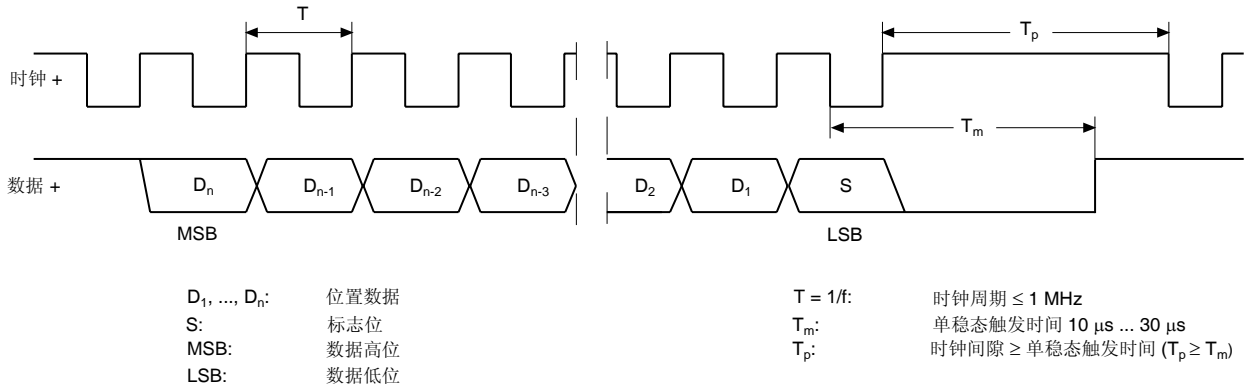 T
Tp
时钟 +
Tm
数据 +
Dn
Dn-1
Dn-2
Dn-3
D2
D1
S
MSB
LSB
D1, ..., Dn: 位置数据
S: 标志位
MSB: 数据高位
LSB: 数据低位
T = 1/f: 时钟周期 ≤ 1 MHz
Tm: 单稳态触发时间 10 μs ... 30 μs
Tp: 时钟间隙 ≥ 单稳态触发时间 (Tp ≥ Tm)